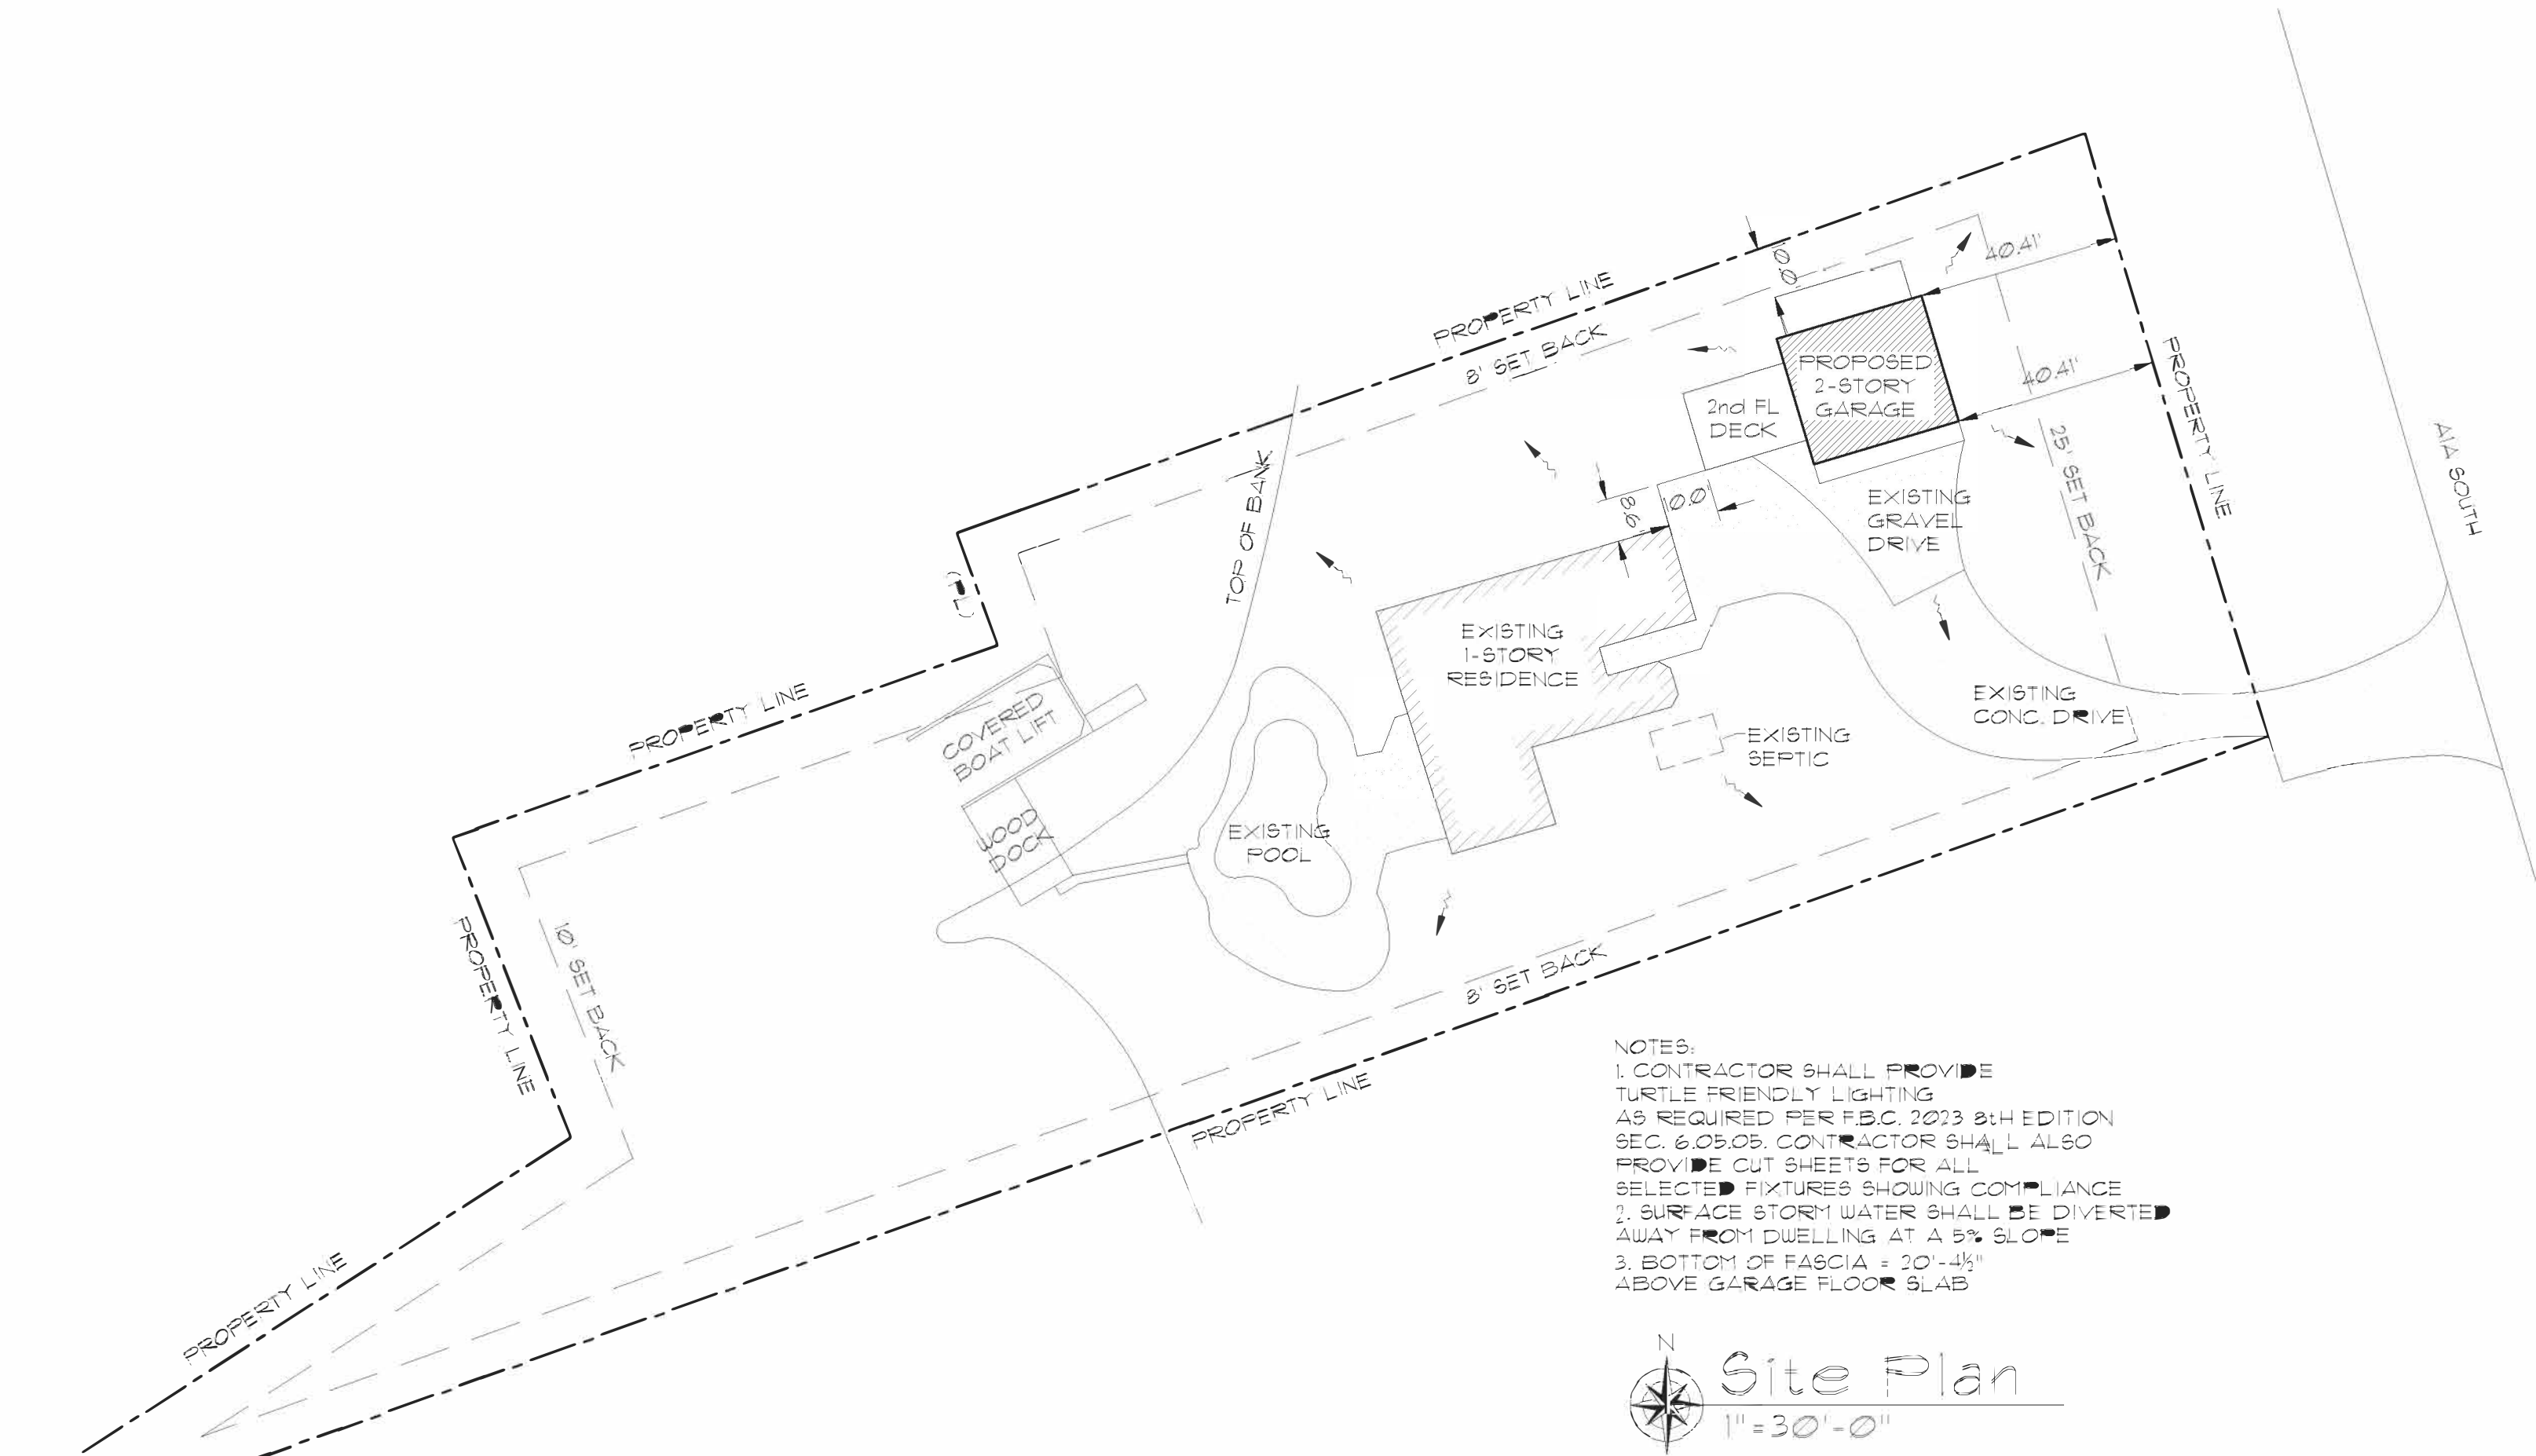 PROPERTY LINE
8' SET BACK
10.0
40.41'
40.41'
PROPOSED
2-STORY
GARAGE
2nd FL
DECK
PROPERTY LINE
25' SET BACK
A1A SOUTH
TOP OF BANK
(PL)
8.6'
10.0'
EXISTING
GRAVEL
DRIVE
EXISTING
1-STORY
RESIDENCE
PROPERTY LINE
COVERED
BOAT LIFT
EXISTING
CONC. DRIVE
EXISTING
SEPTIC
WOOD
DOCK
EXISTING
POOL
PROPERTY LINE
10' SET BACK
8' SET BACK
PROPERTY LINE
PROPERTY LINE
NOTES:
1. CONTRACTOR SHALL PROVIDE
TURTLE FRIENDLY LIGHTING
AS REQUIRED PER F.B.C. 2023 8tH EDITION
SEC. 6.05.05. CONTRACTOR SHALL ALSO
PROVIDE CUT SHEETS FOR ALL
SELECTED FIXTURES SHOWING COMPLIANCE
2. SURFACE STORM WATER SHALL BE DIVERTED
AWAY FROM DWELLING AT A 5% SLOPE
3. BOTTOM OF FASCIA = 20'-4½"
ABOVE GARAGE FLOOR SLAB
N
Site Plan
1"=30'-0"